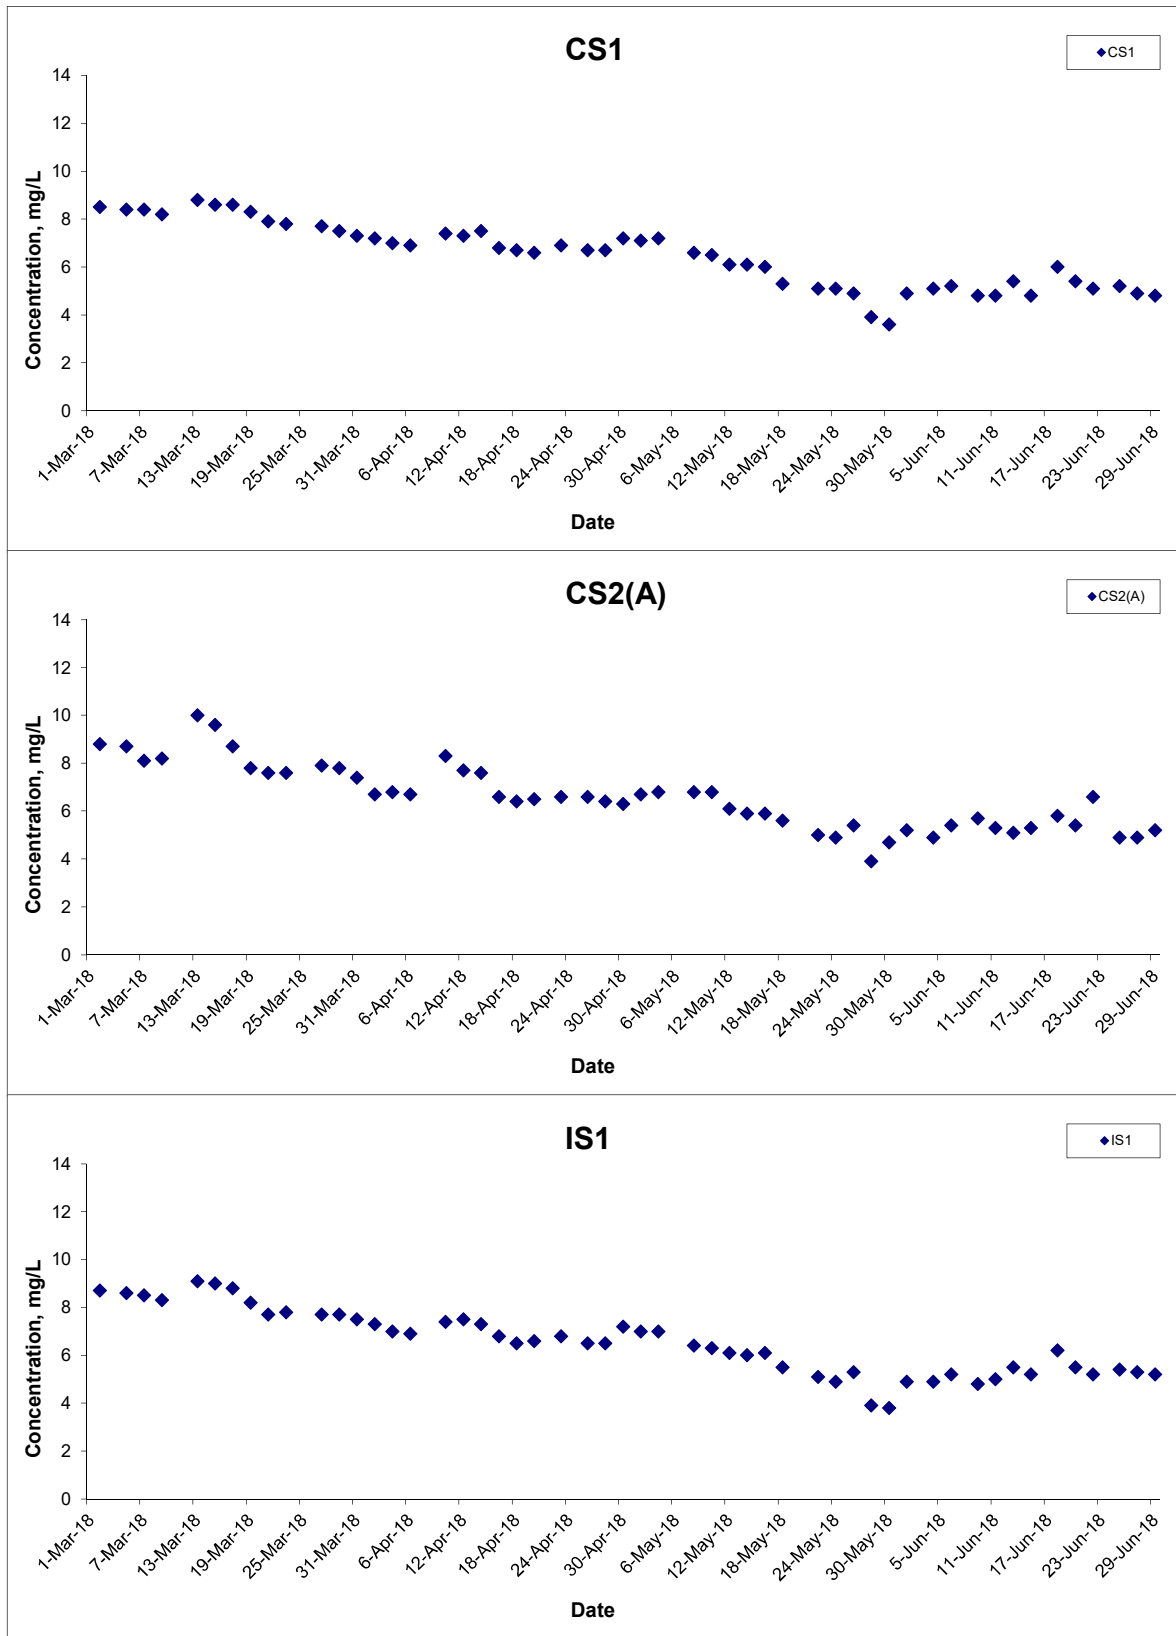 CS1
CS1
14
12
10
8
6
4
2
0
Concentration, mg/L
1-Mar-18 7-Mar-18 13-Mar-18 19-Mar-18 25-Mar-18 31-Mar-18 6-Apr-18 12-Apr-18 18-Apr-18 24-Apr-18 30-Apr-18 6-May-18 12-May-18 18-May-18 24-May-18 30-May-18 5-Jun-18 11-Jun-18 17-Jun-18 23-Jun-18 29-Jun-18
Date
CS2(A)
CS2(A)
14
12
10
8
6
4
2
0
Concentration, mg/L
1-Mar-18 7-Mar-18 13-Mar-18 19-Mar-18 25-Mar-18 31-Mar-18 6-Apr-18 12-Apr-18 18-Apr-18 24-Apr-18 30-Apr-18 6-May-18 12-May-18 18-May-18 24-May-18 30-May-18 5-Jun-18 11-Jun-18 17-Jun-18 23-Jun-18 29-Jun-18
Date
IS1
IS1
14
12
10
8
6
4
2
0
Concentration, mg/L
1-Mar-18 7-Mar-18 13-Mar-18 19-Mar-18 25-Mar-18 31-Mar-18 6-Apr-18 12-Apr-18 18-Apr-18 24-Apr-18 30-Apr-18 6-May-18 12-May-18 18-May-18 24-May-18 30-May-18 5-Jun-18 11-Jun-18 17-Jun-18 23-Jun-18 29-Jun-18
Date